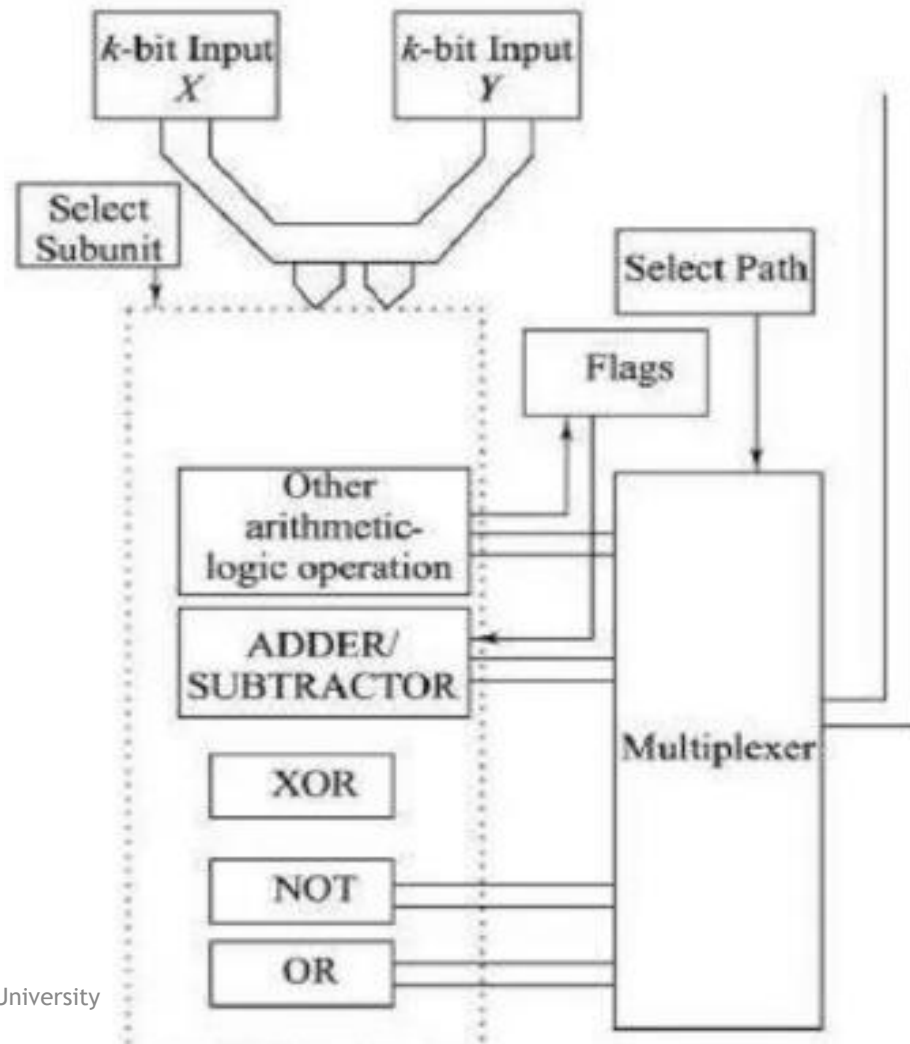 k-bit Input
X
k-bit Input
Y
Select
Subunit
Select Path
Flags
Other
arithmetic-
logic operation
ADDER/
SUBTRACTOR
Multiplexer
XOR
NOT
OR
University